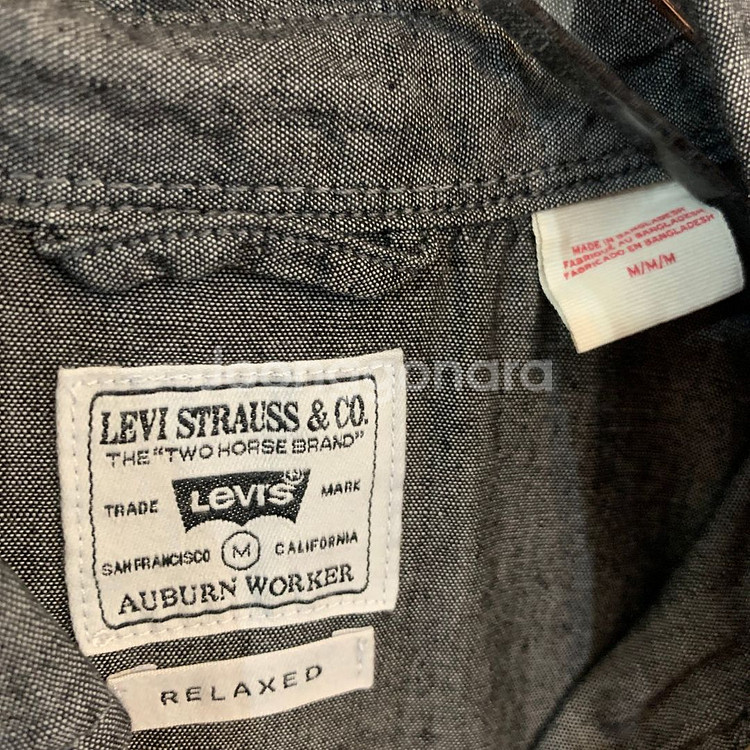 MADE IN BANGLADESH
FABRIQUÉ AU BANGLADESH
FABRICADO EN BANGLADESH
M/M/M
LEVI STRAUSS & CO.
THE "TWO HORSE BRAND"
TRADE Levi's® MARK
SAN FRANCISCO M CALIFORNIA
AUBURN WORKER
RELAXED